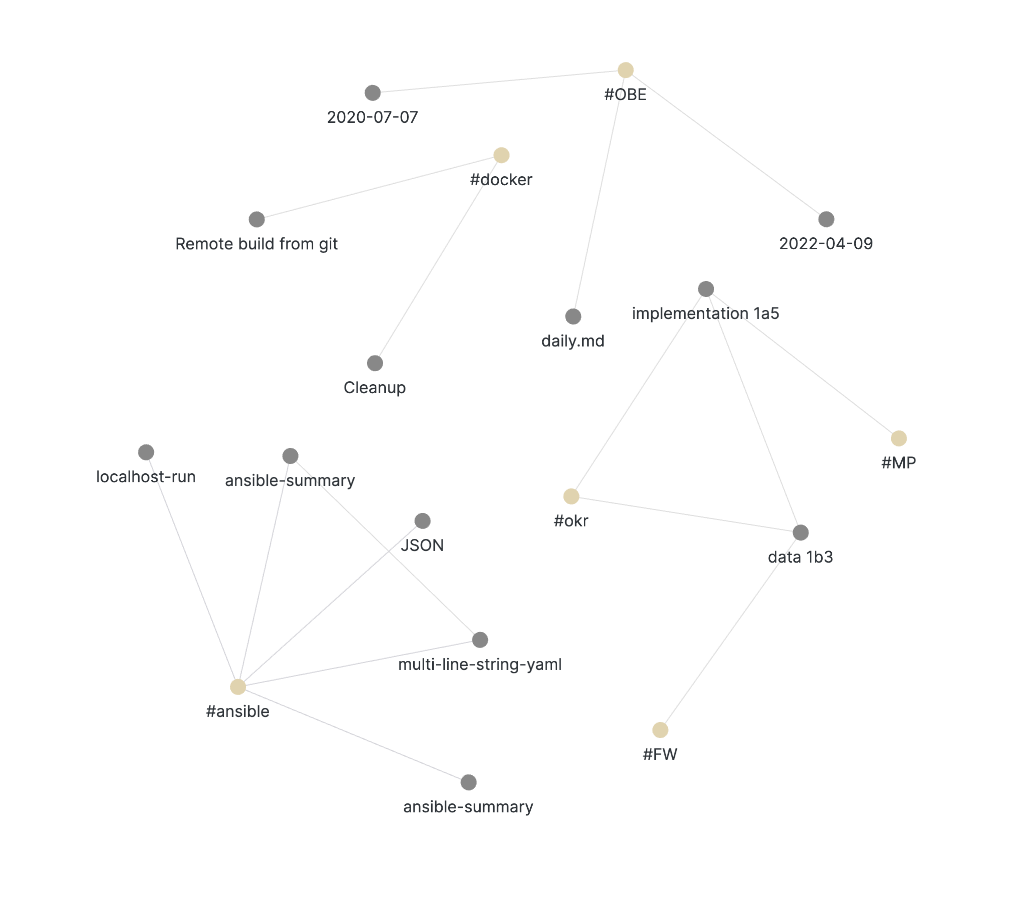 #OBE
2020-07-07
#docker
Remote build from git
2022-04-09
implementation 1a5
daily.md
Cleanup
#MP
localhost-run
ansible-summary
#okr
JSON
data 1b3
multi-line-string-yaml
#ansible
#FW
ansible-summary